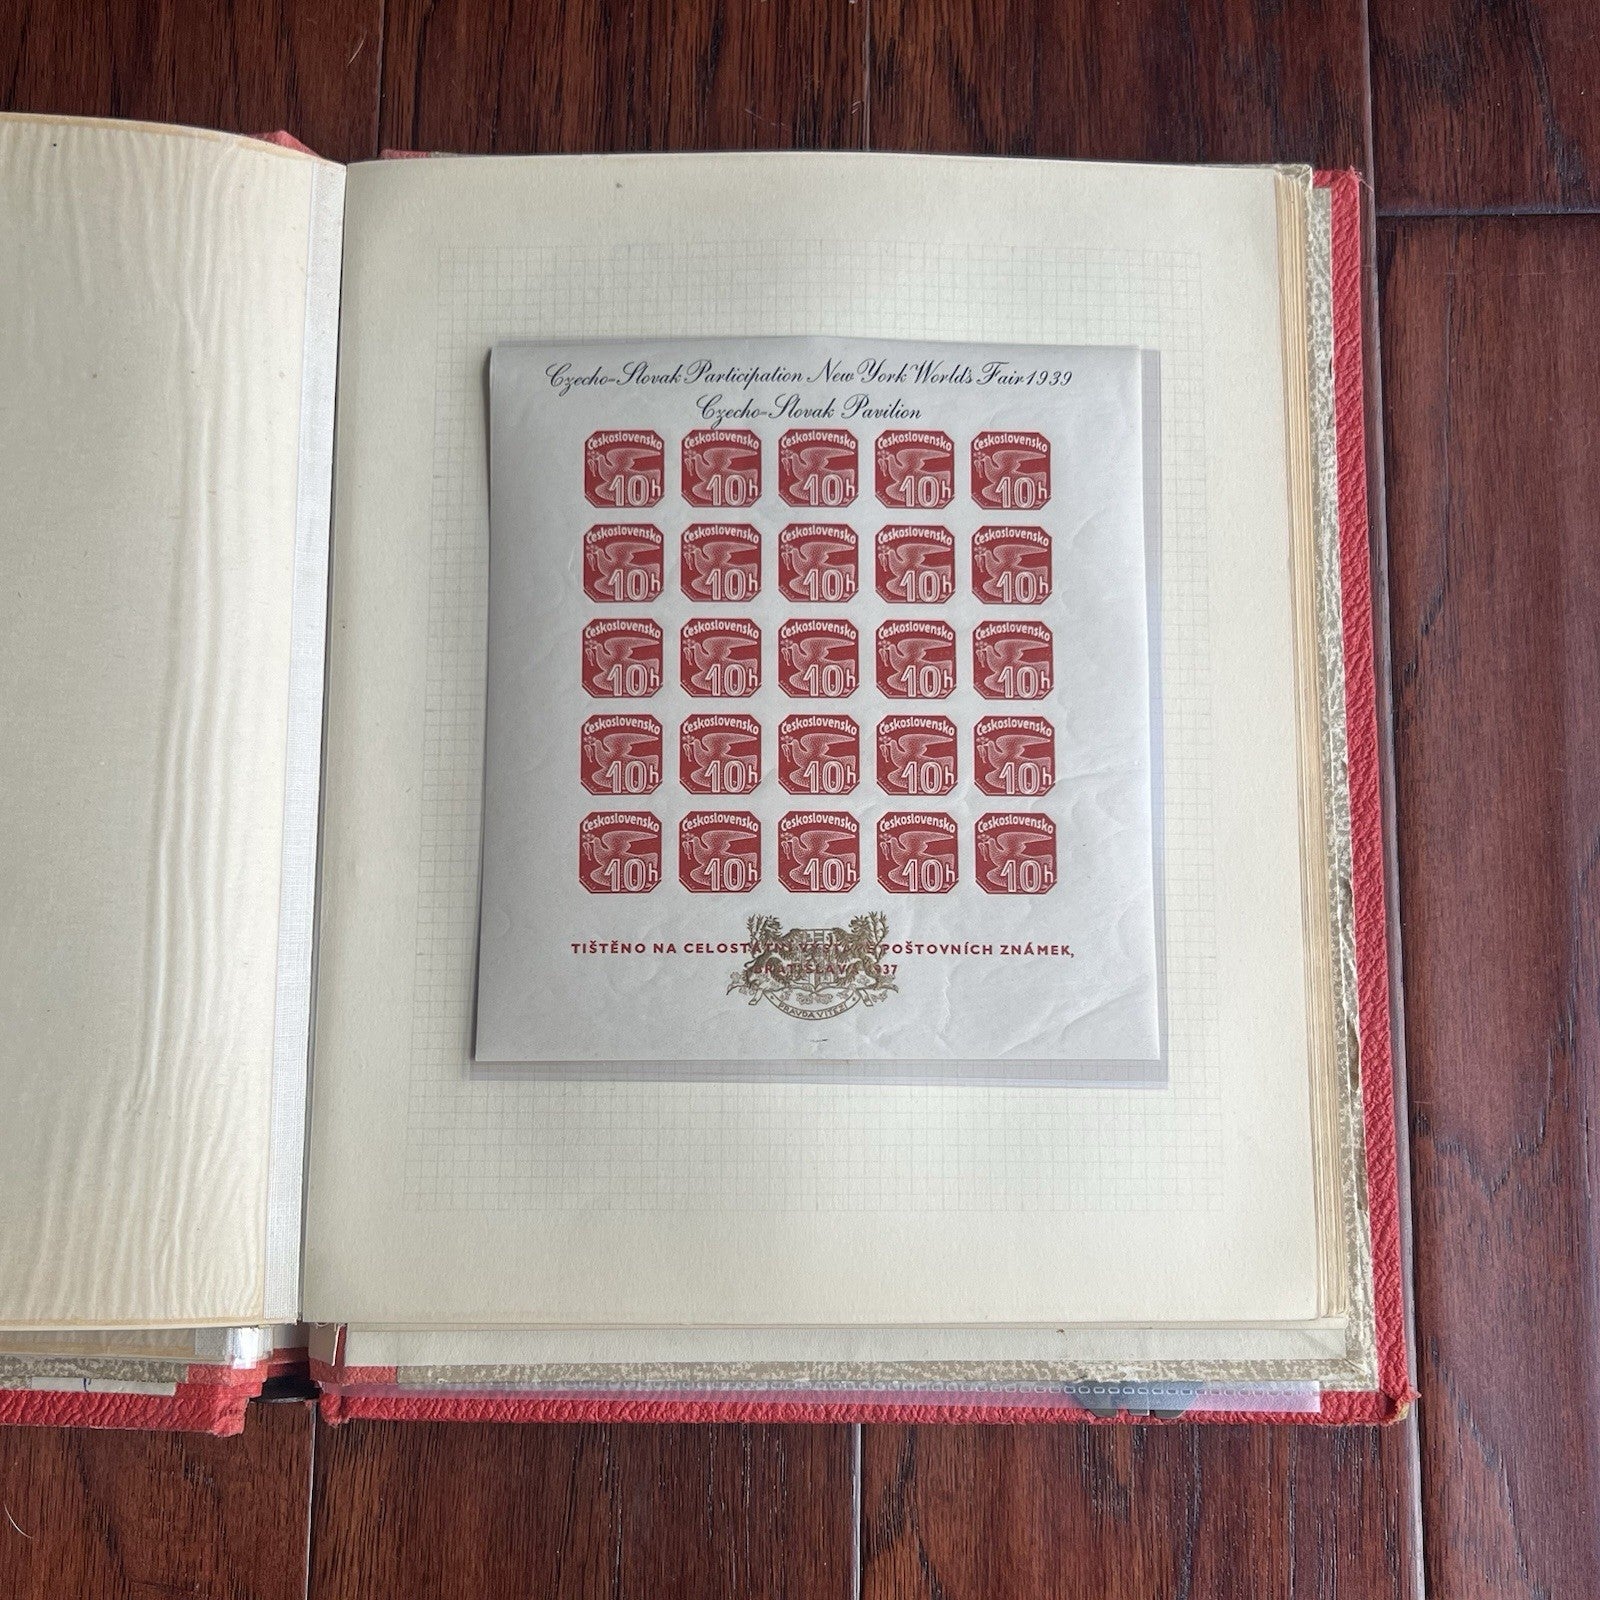 Czecho-Slovak Participation New York World's Fair 1939
Czecho-Slovak Pavilion
Československo Československo Československo Československo Československo
10h 10h 10h 10h 10h
Československo Československo Československo Československo Československo
10h 10h 10h 10h 10h
Československo Československo Československo Československo Československo
10h 10h 10h 10h 10h
Československo Československo Československo Československo Československo
10h 10h 10h 10h 10h
Československo Československo Československo Československo Československo
10h 10h 10h 10h 10h
TIŠTĚNO NA CELOSTÁTNÍ VÝSTAVĚ POŠTOVNÍCH ZNÁMEK,
BRATISLAVA 1937
PRAVDA VÍTĚZÍ